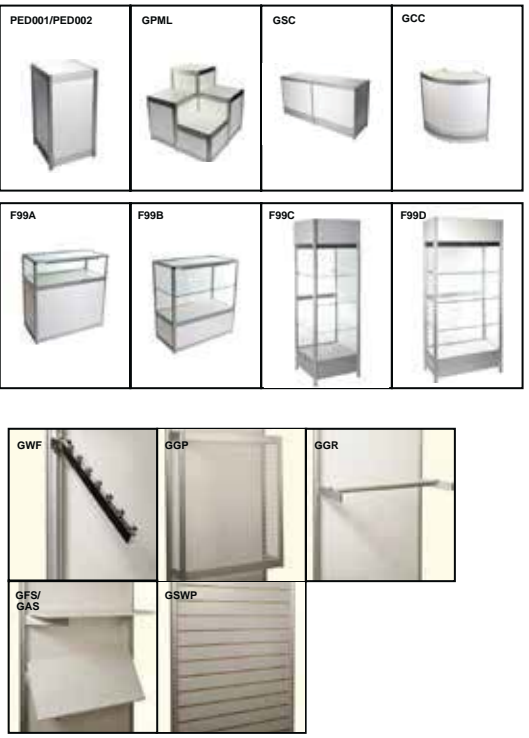 PED001/PED002
GPML
GSC
GCC
F99A
F99B
F99C
F99D
GWF
GGP
GGR
GFS/
GAS
GSWP